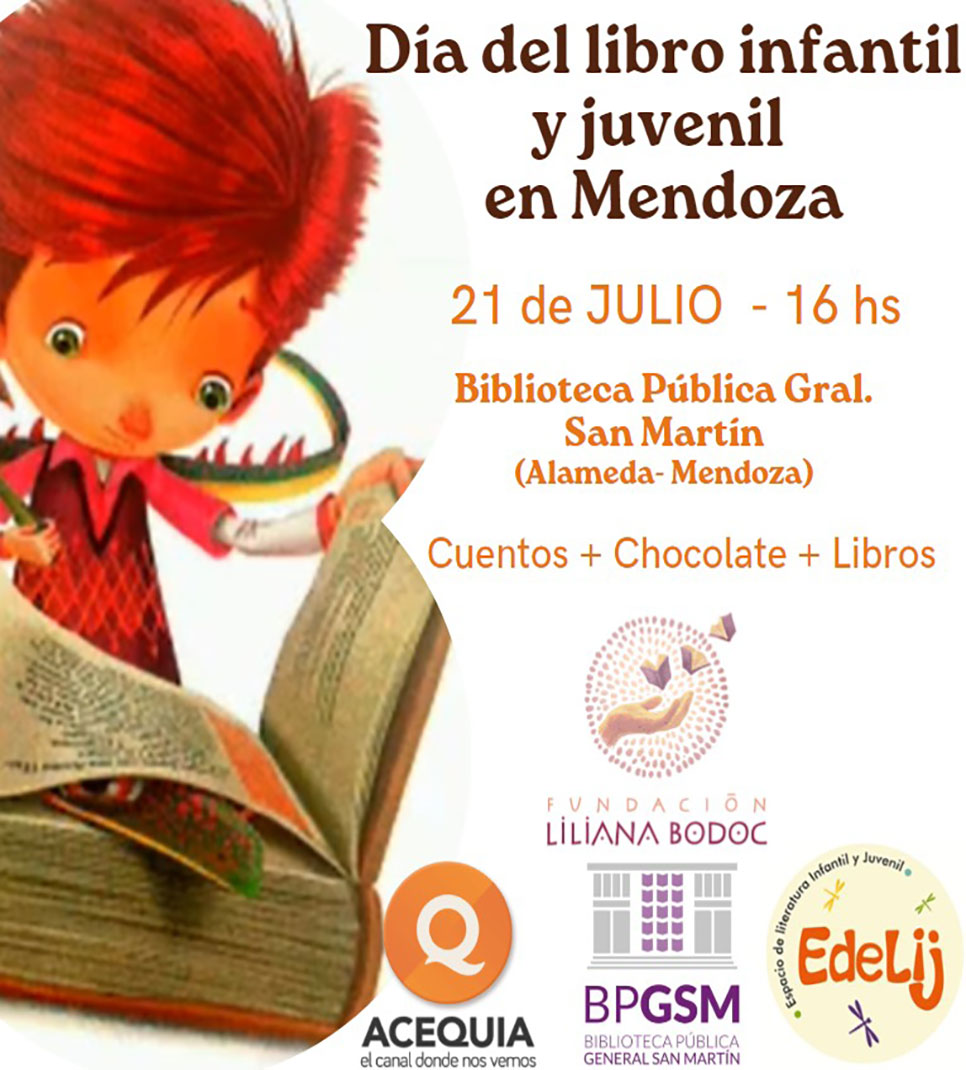 Día del libro infantil
y juvenil
en Mendoza
21 de JULIO - 16 hs
Biblioteca Pública Gral.
San Martín
(Alameda- Mendoza)
Cuentos + Chocolate + Libros
FUNDACIÓN
LILIANA BODOC
Q
ACEQUIA
el canal donde nos vemos
BPGSM
BIBLIOTECA PÚBLICA
GENERAL SAN MARTÍN
Espacio de literatura Infantil y Juvenil
EdeLij